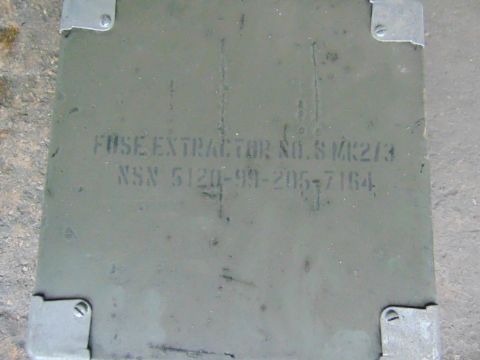 FUSE EXTRACTOR NO. 8 MK2/3
NSN 5120-99-205-7164